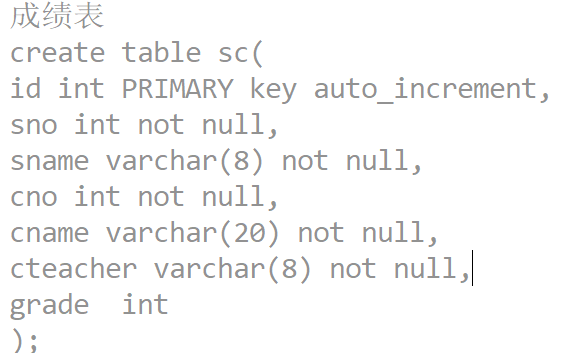 成绩表
create table sc(
id int PRIMARY key auto_increment,
sno int not null,
sname varchar(8) not null,
cno int not null,
cname varchar(20) not null,
cteacher varchar(8) not null,
grade  int
);